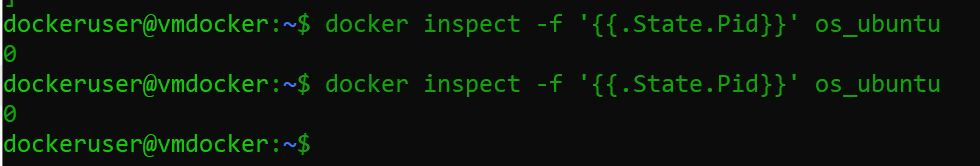 ]
dockeruser@vmdocker:~$ docker inspect -f '{{.State.Pid}}' os_ubuntu
0
dockeruser@vmdocker:~$ docker inspect -f '{{.State.Pid}}' os_ubuntu
0
dockeruser@vmdocker:~$